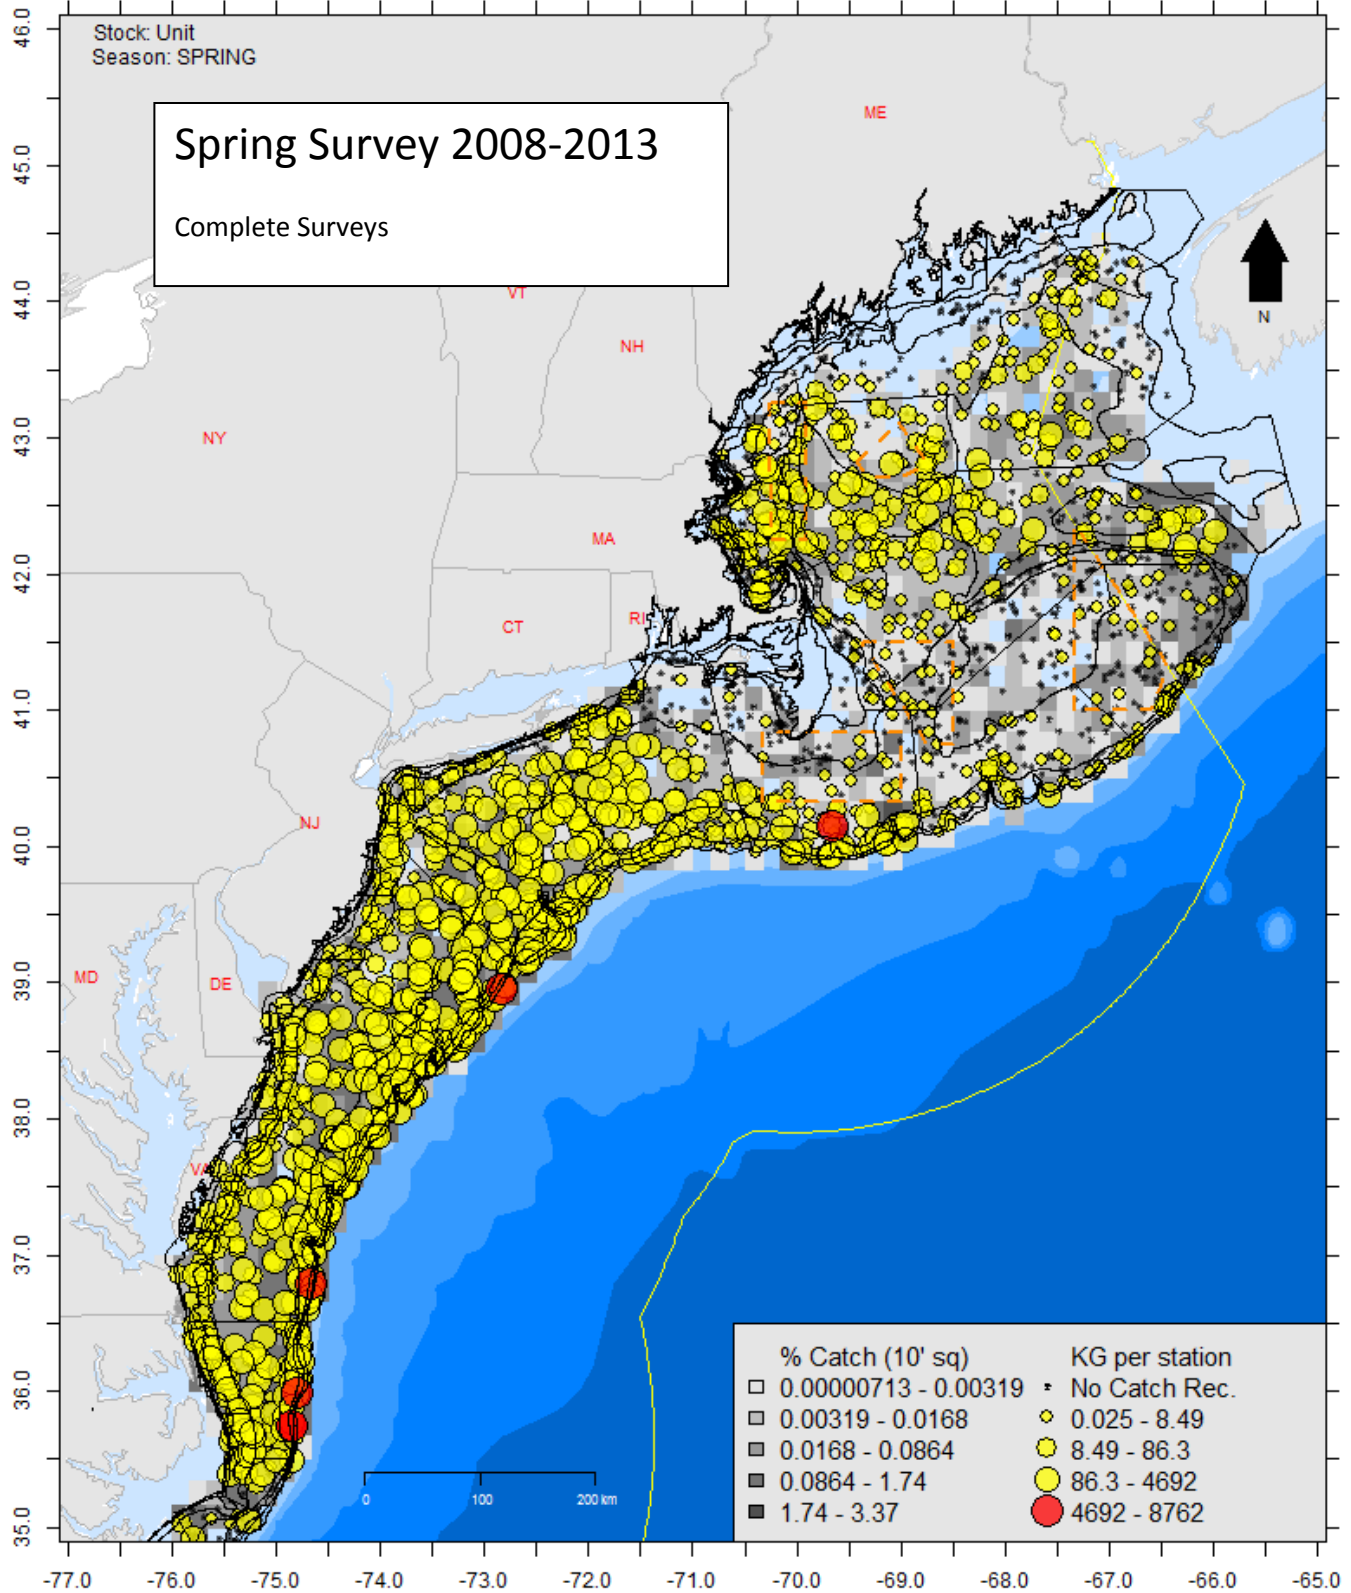 Stock: Unit
Season: SPRING
Spring Survey 2008-2013
Complete Surveys
ME
VT
NH
NY
MA
CT
RI
NJ
MD
DE
VA
N
46.0
45.0
44.0
43.0
42.0
41.0
40.0
39.0
38.0
37.0
36.0
35.0
% Catch (10' sq)
0.00000713 - 0.00319
0.00319 - 0.0168
0.0168 - 0.0864
0.0864 - 1.74
1.74 - 3.37
KG per station
No Catch Rec.
0.025 - 8.49
8.49 - 86.3
86.3 - 4692
4692 - 8762
0 100 200 km
-77.0 -76.0 -75.0 -74.0 -73.0 -72.0 -71.0 -70.0 -69.0 -68.0 -67.0 -66.0 -65.0